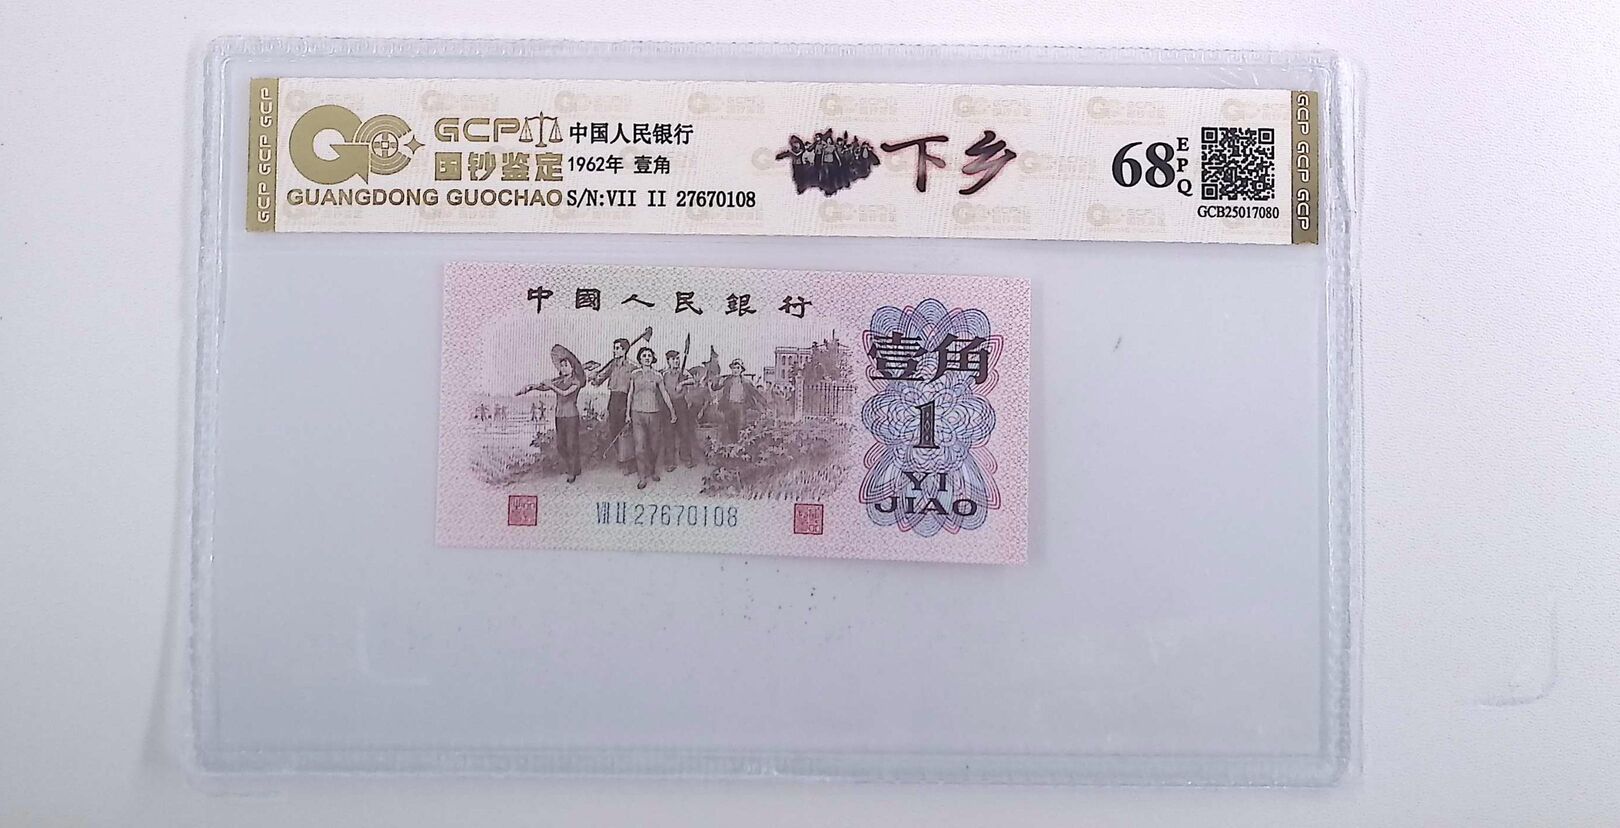 GCP GCP GCP
GCP
国钞鉴定
GUANGDONG GUOCHAO
中国人民银行
1962年 壹角
S/N:VII II 27670108
下乡
68
EPQ
GCB25017080
GCP GCP GCP
中國人民銀行
壹角
1
YI
JIAO
VII II 27670108